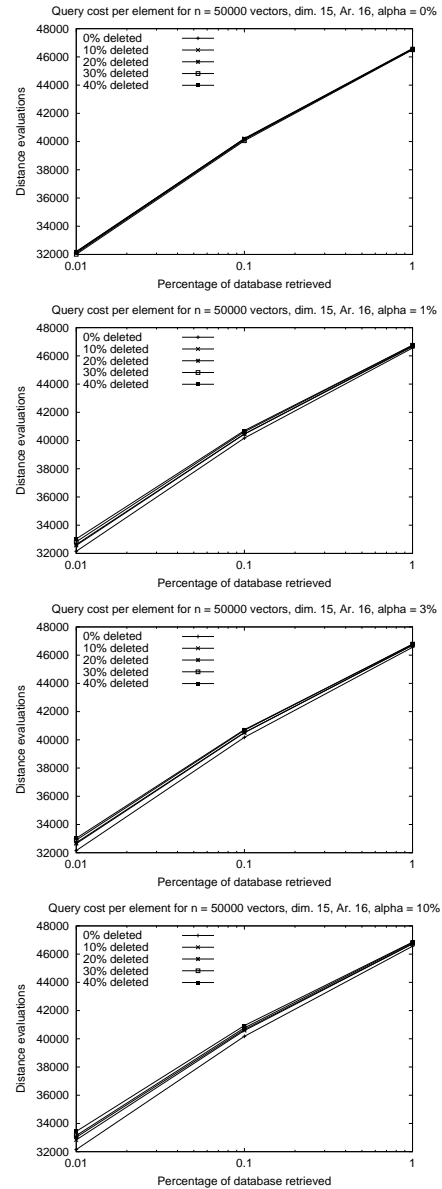 Query cost per element for n = 50000 vectors, dim. 15, Ar. 16, alpha = 0%
48000
46000
44000
42000
40000
38000
36000
34000
32000
Distance evaluations
0% deleted
10% deleted
20% deleted
30% deleted
40% deleted
0.01 0.1 1
Percentage of database retrieved
Query cost per element for n = 50000 vectors, dim. 15, Ar. 16, alpha = 1%
48000
46000
44000
42000
40000
38000
36000
34000
32000
Distance evaluations
0% deleted
10% deleted
20% deleted
30% deleted
40% deleted
0.01 0.1 1
Percentage of database retrieved
Query cost per element for n = 50000 vectors, dim. 15, Ar. 16, alpha = 3%
48000
46000
44000
42000
40000
38000
36000
34000
32000
Distance evaluations
0% deleted
10% deleted
20% deleted
30% deleted
40% deleted
0.01 0.1 1
Percentage of database retrieved
Query cost per element for n = 50000 vectors, dim. 15, Ar. 16, alpha = 10%
48000
46000
44000
42000
40000
38000
36000
34000
32000
Distance evaluations
0% deleted
10% deleted
20% deleted
30% deleted
40% deleted
0.01 0.1 1
Percentage of database retrieved